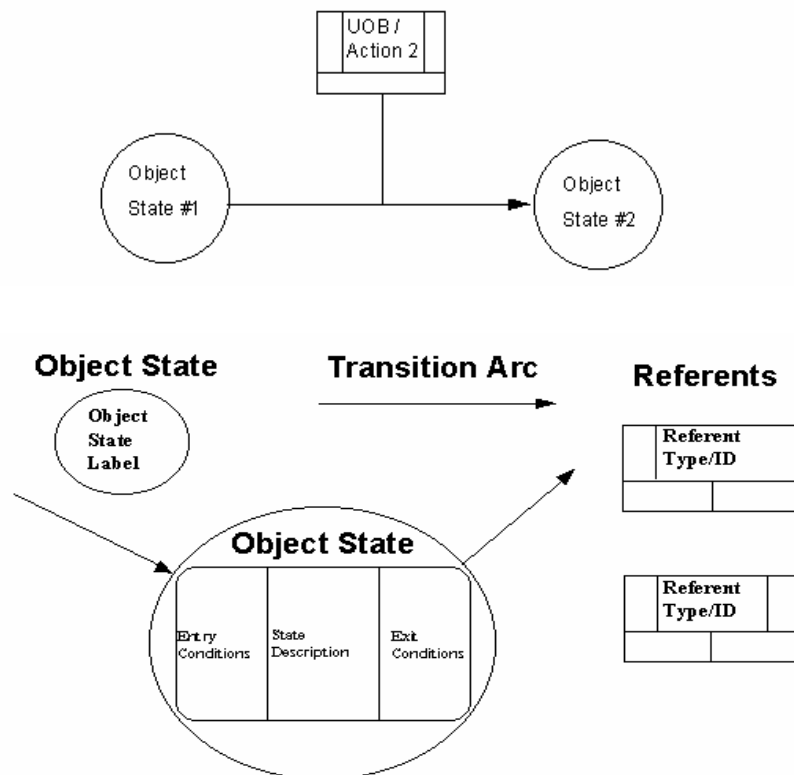 UOB /
Action 2
Object
State #1
Object
State #2
Object State
Transition Arc
Referents
Object
State
Label
Referent
Type/ID
Object State
Entry
Conditions
State
Description
Exit
Conditions
Referent
Type/ID